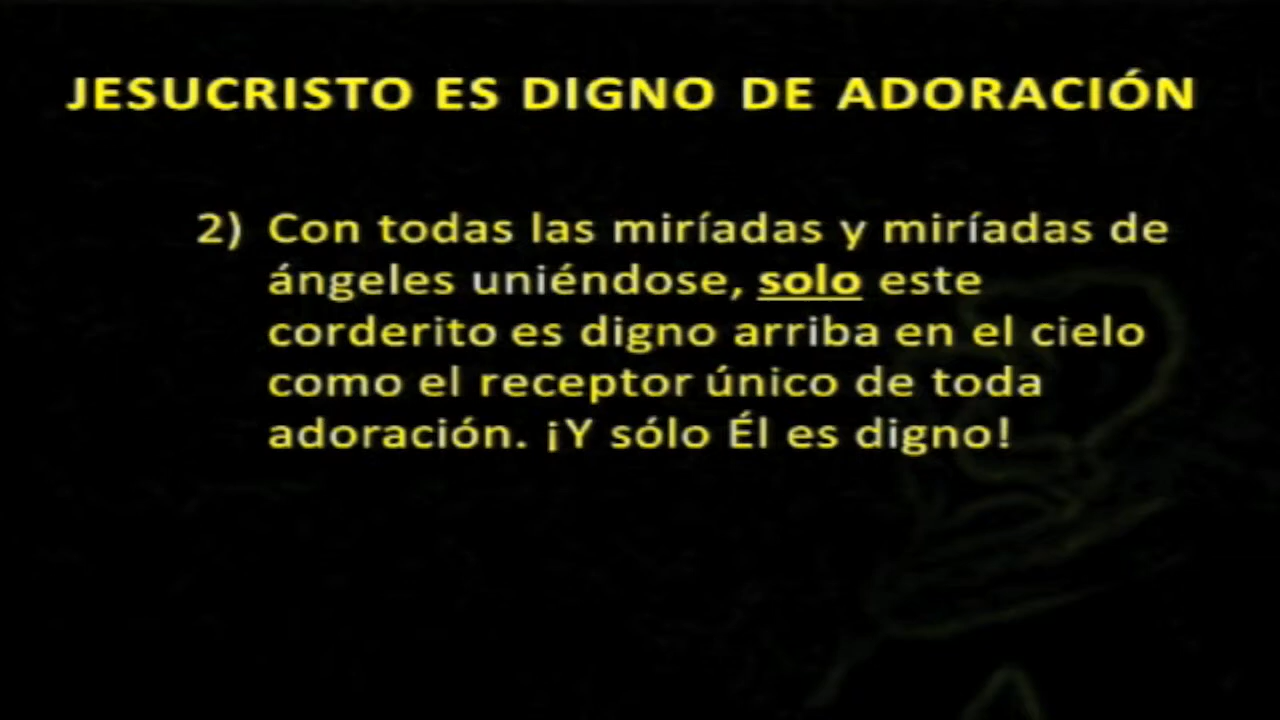 JESUCRISTO ES DIGNO DE ADORACIÓN
2) Con todas las miríadas y miríadas de
ángeles uniéndose, solo este
corderito es digno arriba en el cielo
como el receptor único de toda
adoración. ¡Y sólo Él es digno!